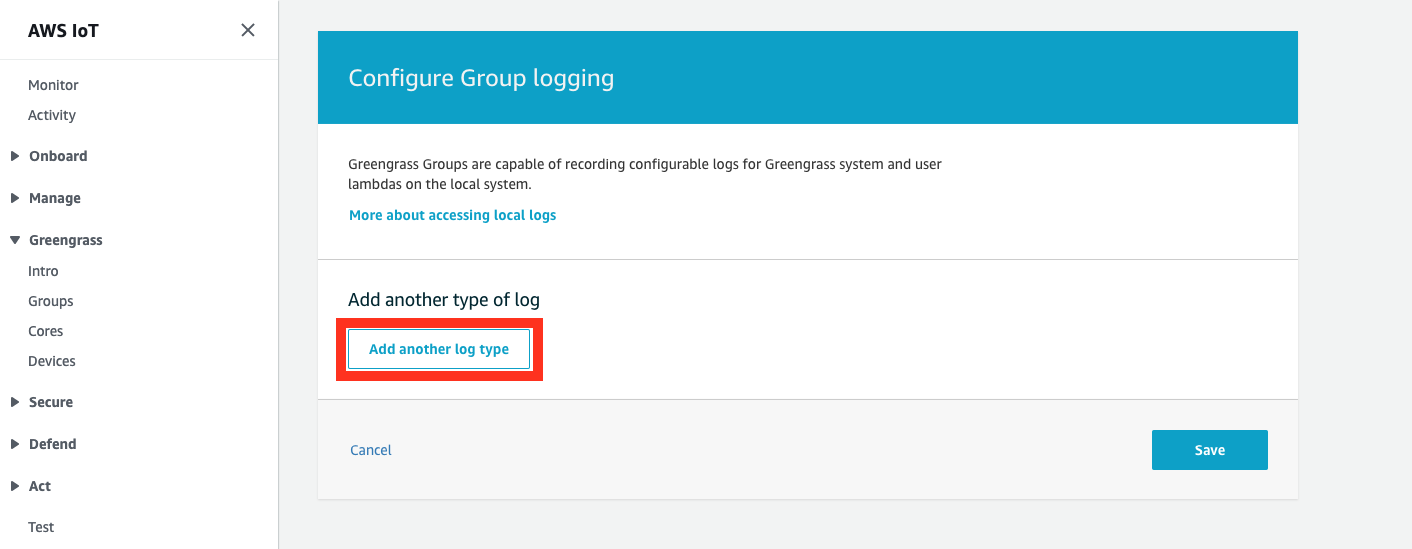 AWS IoT
Monitor
Activity
Onboard
Manage
Greengrass
Intro
Groups
Cores
Devices
Secure
Defend
Act
Test
Configure Group logging
Greengrass Groups are capable of recording configurable logs for Greengrass system and user
lambdas on the local system.
More about accessing local logs
Add another type of log
Add another log type
Cancel
Save